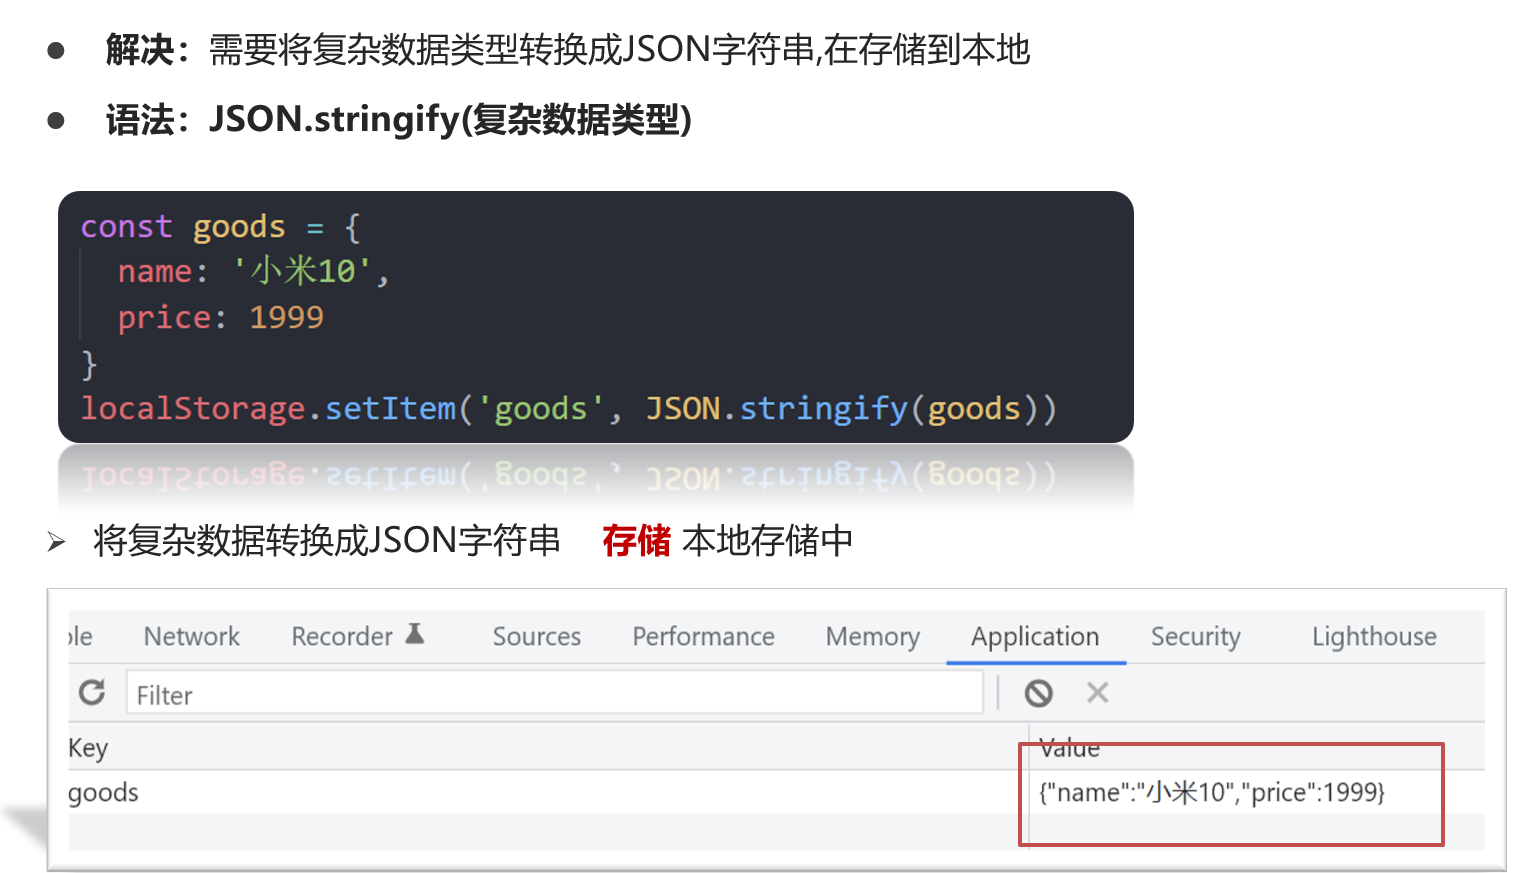 解决：需要将复杂数据类型转换成JSON字符串,在存储到本地
语法：JSON.stringify(复杂数据类型)
const goods = {
name: '小米10',
price: 1999
}
localStorage.setItem('goods', JSON.stringify(goods))
将复杂数据转换成JSON字符串 存储 本地存储中
ole Network Recorder Sources Performance Memory Application Security Lighthouse
Filter
Key Value
goods {"name":"小米10","price":1999}